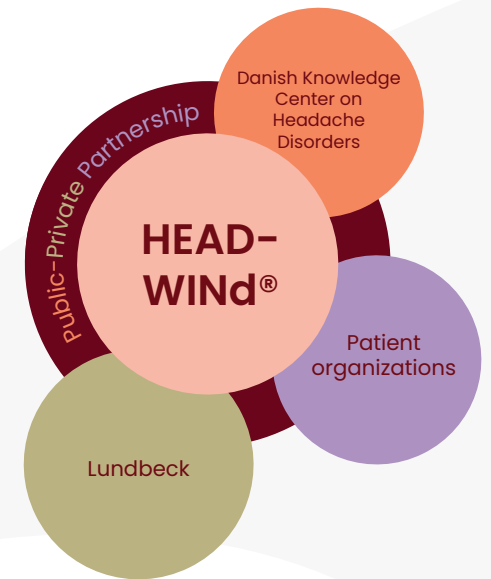 Danish Knowledge
Center on
Headache
Disorders
Public-Private Partnership
HEAD-
WINd®
Patient
organizations
Lundbeck